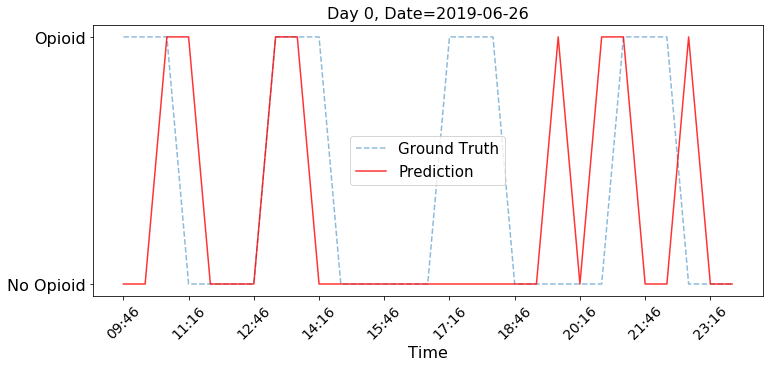 Day 0, Date=2019-06-26
Opioid
No Opioid
Ground Truth
Prediction
09:46
11:16
12:46
14:16
15:46
17:16
18:46
20:16
21:46
23:16
Time